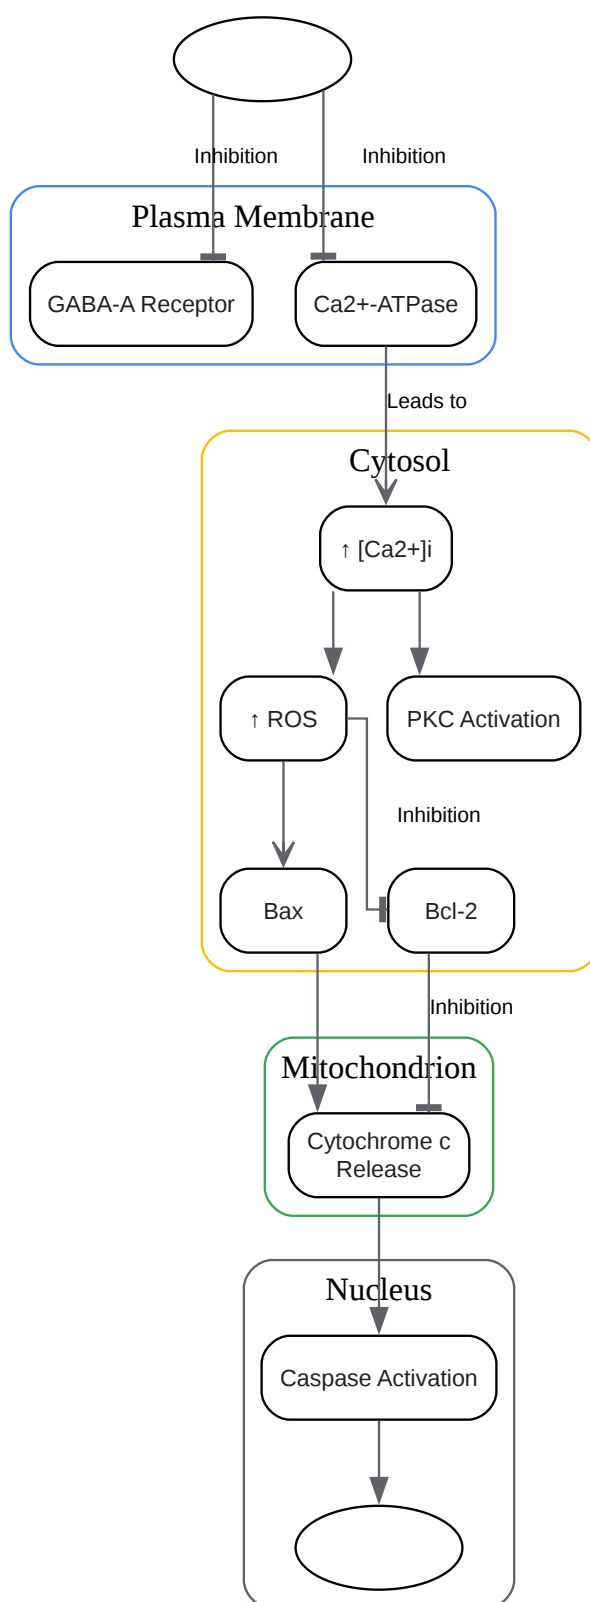 Inhibition
Inhibition
Plasma Membrane
GABA-A Receptor
Ca2+-ATPase
Leads to
Cytosol
↑ [Ca2+]i
↑ ROS
PKC Activation
Inhibition
Bax
Bcl-2
Inhibition
Mitochondrion
Cytochrome c
Release
Nucleus
Caspase Activation